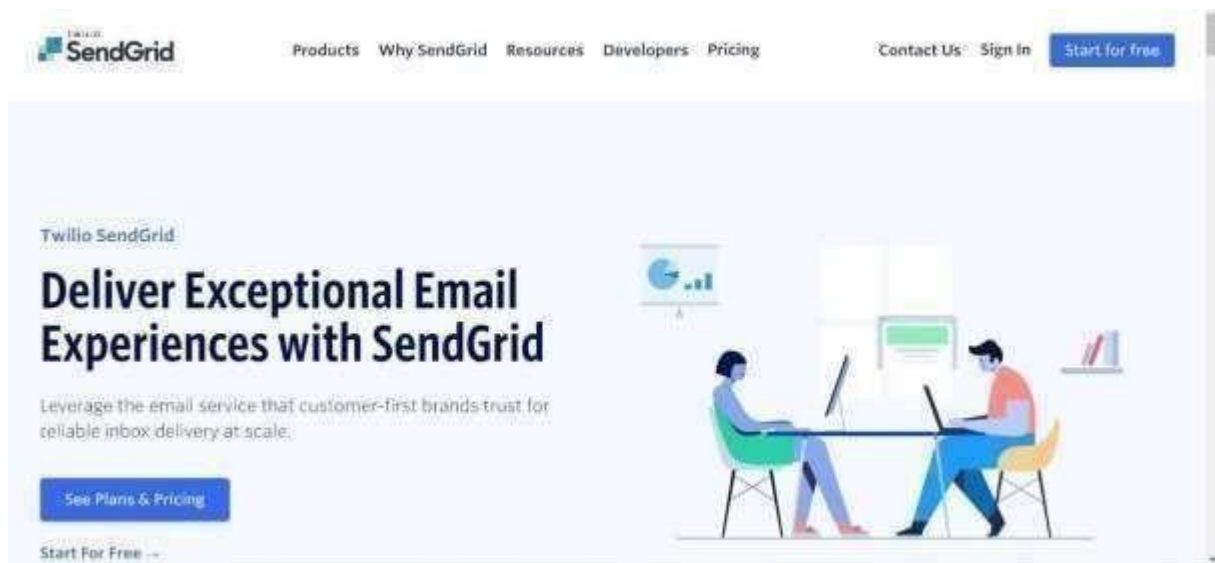 SendGrid
Products Why SendGrid Resources Developers Pricing
Contact Us Sign In Start for free
Twilio SendGrid
Deliver Exceptional Email
Experiences with SendGrid
Leverage the email service that customer-first brands trust for
reliable inbox delivery at scale.
See Plans & Pricing
Start For Free →